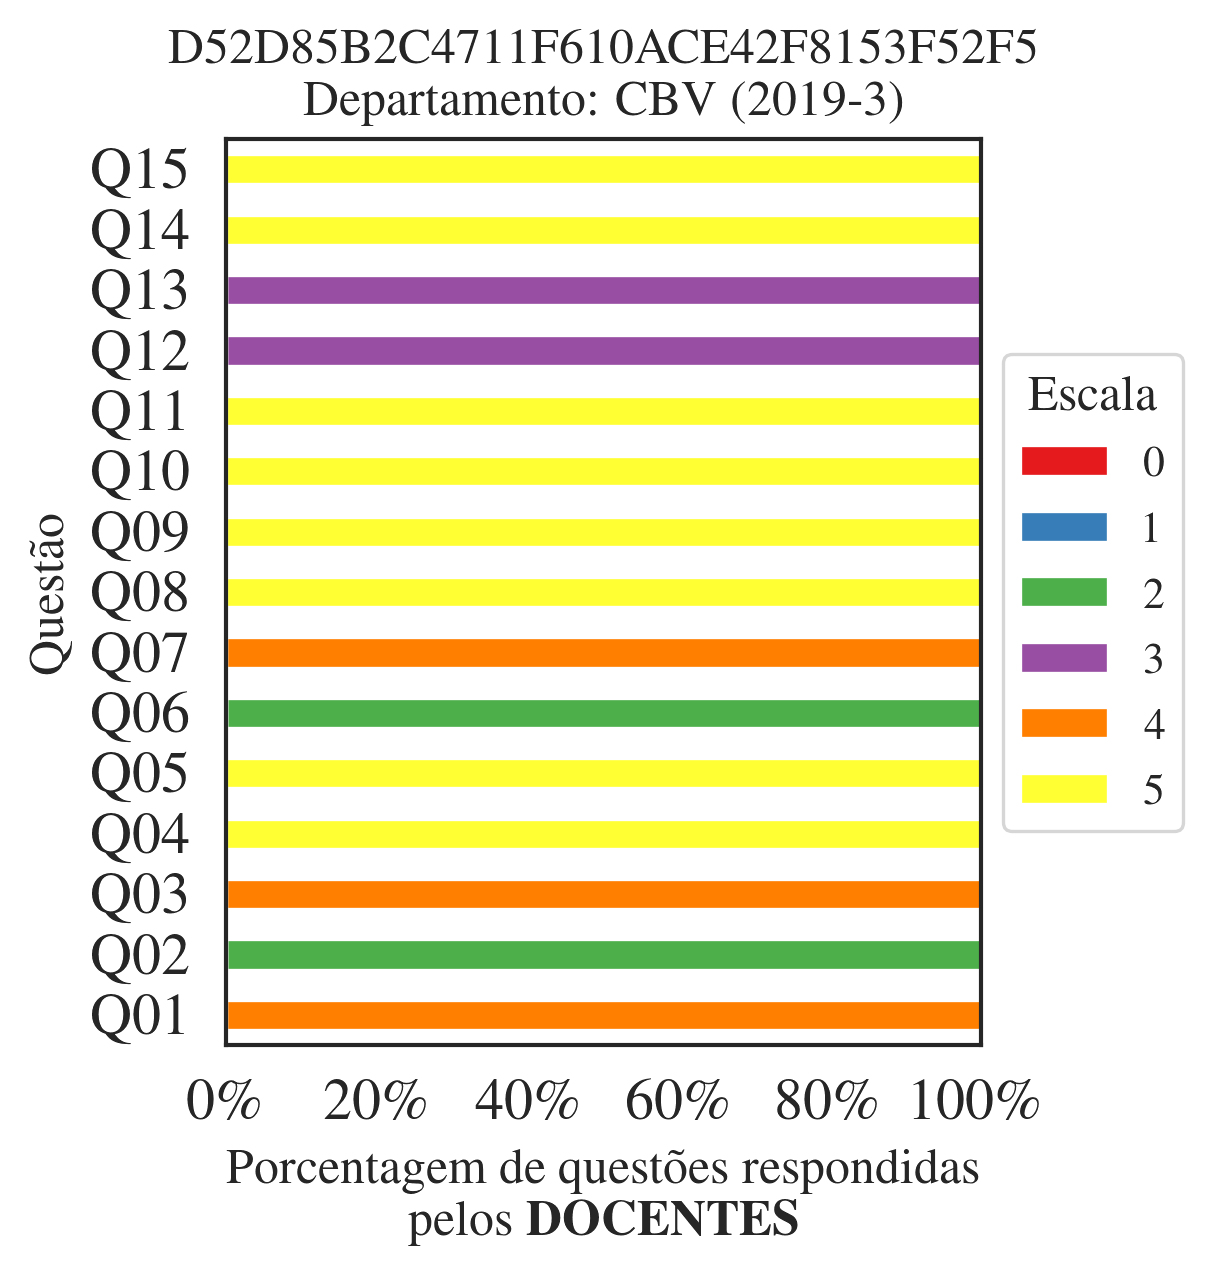 D52D85B2C4711F610ACE42F8153F52F5
Departamento: CBV (2019-3)
Q15
Q14
Q13
Q12
Q11
Q10
Q09
Q08
Q07
Q06
Q05
Q04
Q03
Q02
Q01
Questão
0% 20% 40% 60% 80% 100%
Porcentagem de questões respondidas
pelos DOCENTES
Escala
0
1
2
3
4
5